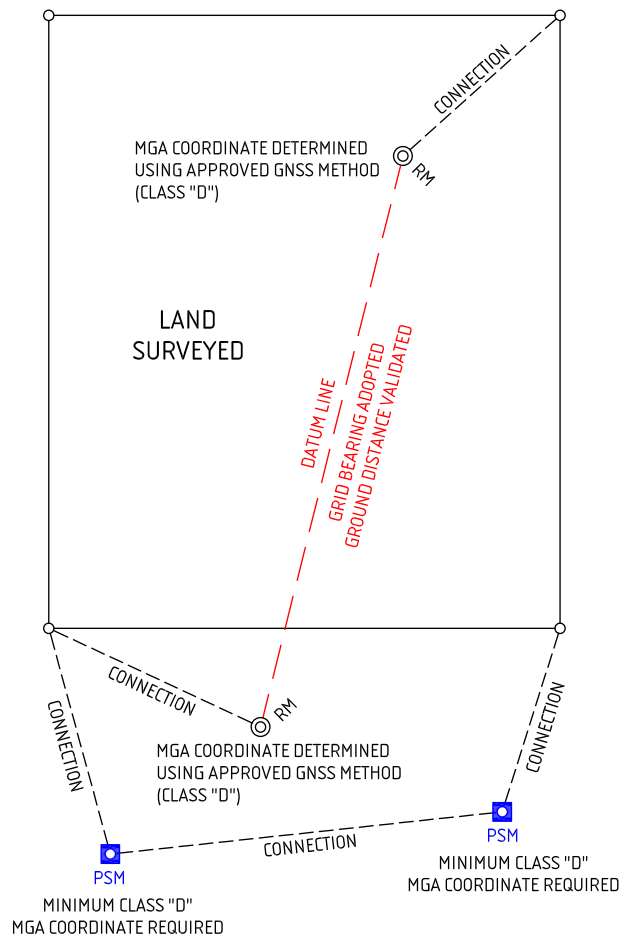 CONNECTION
MGA COORDINATE DETERMINED
USING APPROVED GNSS METHOD
(CLASS "D")
RM
LAND
SURVEYED
DATUM LINE
GRID BEARING ADOPTED
GROUND DISTANCE VALIDATED
CONNECTION
RM
CONNECTION
CONNECTION
MGA COORDINATE DETERMINED
USING APPROVED GNSS METHOD
(CLASS "D")
CONNECTION
PSM
MINIMUM CLASS "D"
MGA COORDINATE REQUIRED
PSM
MINIMUM CLASS "D"
MGA COORDINATE REQUIRED